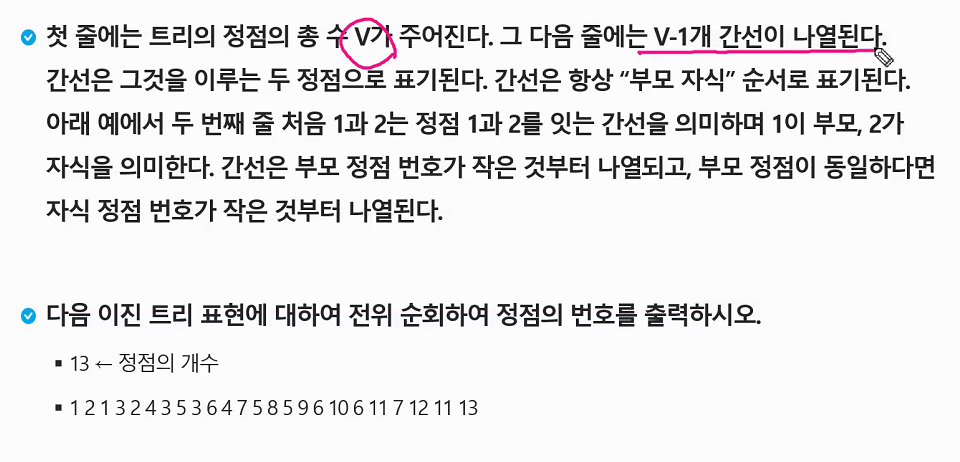 첫 줄에는 트리의 정점의 총 수 V가 주어진다. 그 다음 줄에는 V-1개 간선이 나열된다.
간선은 그것을 이루는 두 정점으로 표기된다. 간선은 항상 “부모 자식” 순서로 표기된다.
아래 예에서 두 번째 줄 처음 1과 2는 정점 1과 2를 잇는 간선을 의미하며 1이 부모, 2가
자식을 의미한다. 간선은 부모 정점 번호가 작은 것부터 나열되고, 부모 정점이 동일하다면
자식 정점 번호가 작은 것부터 나열된다.
다음 이진 트리 표현에 대하여 전위 순회하여 정점의 번호를 출력하시오.
13 ← 정점의 개수
1 2 1 3 2 4 3 5 3 6 4 7 5 8 5 9 6 10 6 11 7 12 11 13